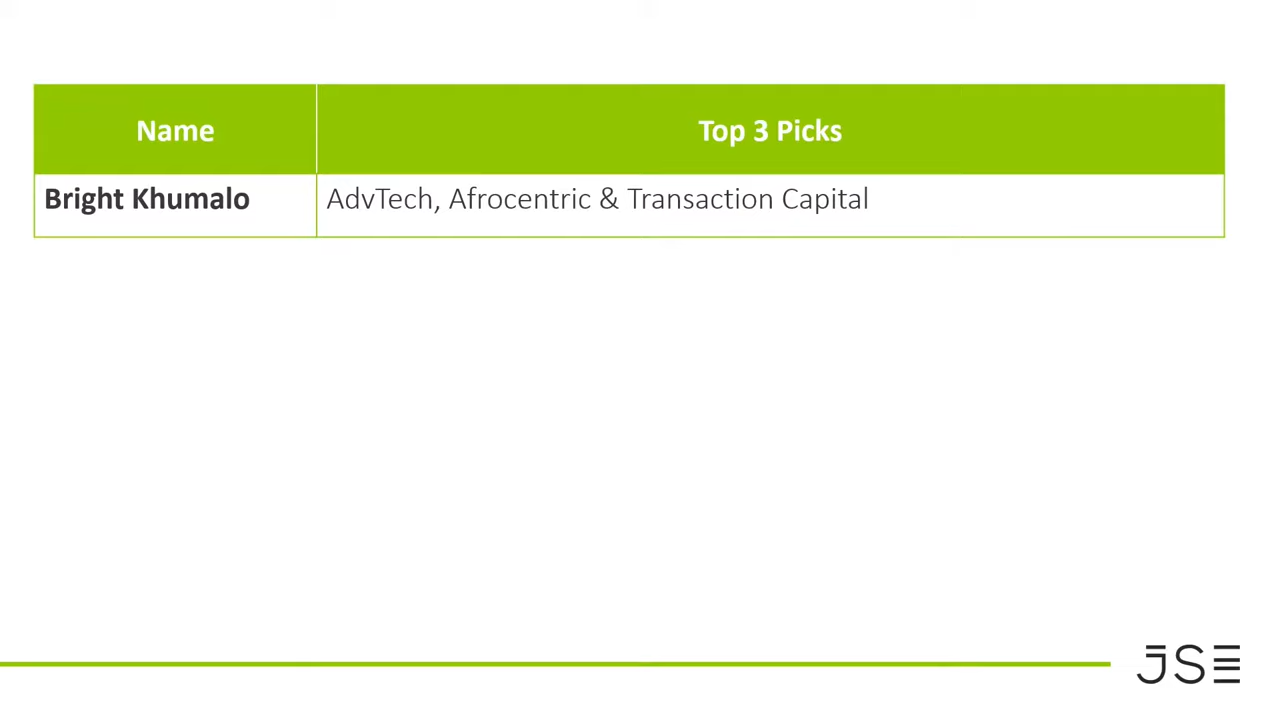 Name
Top 3 Picks
Bright Khumalo
AdvTech, Afrocentric & Transaction Capital
JSE